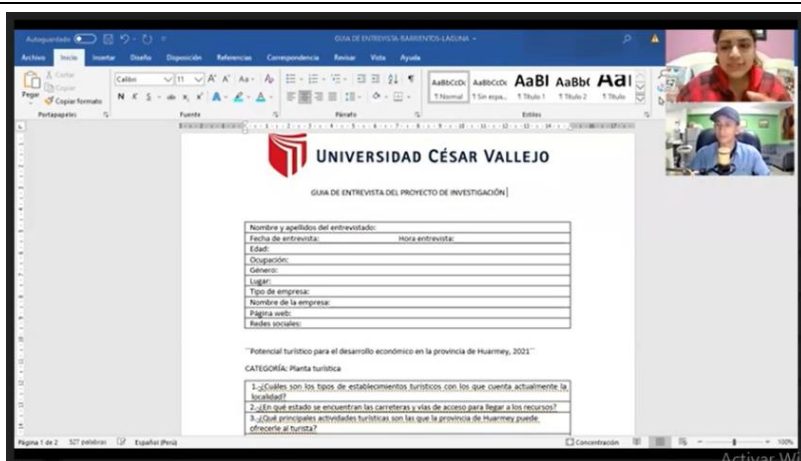 Autoguardado
GUIA DE ENTREVISTA-BARRIENTOS-LAGUNA
Archivo Inicio Insertar Diseño Disposición Referencias Correspondencia Revisar Vista Ayuda
Pegar
Cortar
Copiar
Copiar formato
Calibri 11
N K S
AaBbCcDc AaBbCcDc AaBl AaBb( AaBl
1 Normal 1 Sin espa... Título 1 Título 2 Título
Portapapeles Fuente Párrafo Estilos
UNIVERSIDAD CÉSAR VALLEJO
GUIA DE ENTREVISTA DEL PROYECTO DE INVESTIGACIÓN
Nombre y apellidos del entrevistado:
Fecha de entrevista: Hora entrevista:
Edad:
Ocupación:
Género:
Lugar:
Tipo de empresa:
Nombre de la empresa:
Página web:
Redes sociales:
´´Potencial turístico para el desarrollo económico en la provincia de Huarmey, 2021´´
CATEGORÍA: Planta turística
1.-¿Cuáles son los tipos de establecimientos turísticos con los que cuenta actualmente la
localidad?
2.-¿En qué estado se encuentran las carreteras y vías de acceso para llegar a los recursos?
3.-¿Qué principales actividades turísticas son las que la provincia de Huarmey puede
ofrecerle al turista?
Página 1 de 2 527 palabras Español (Perú) Concentración 100%
Activar Wi